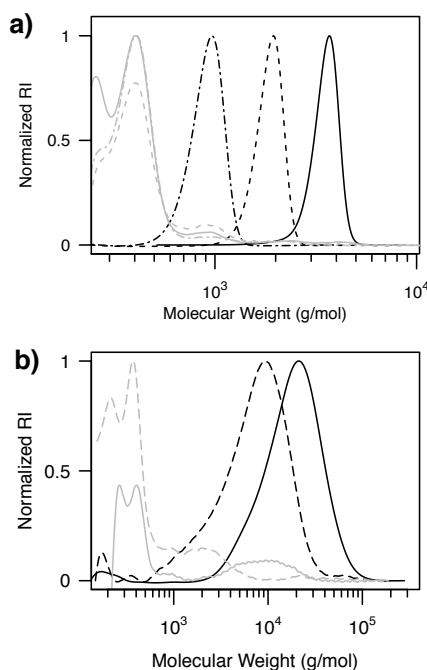 a)
Normalized RI
1
0.5
0
10³
10⁴
Molecular Weight (g/mol)
b)
Normalized RI
1
0.5
0
10³
10⁴
10⁵
Molecular Weight (g/mol)